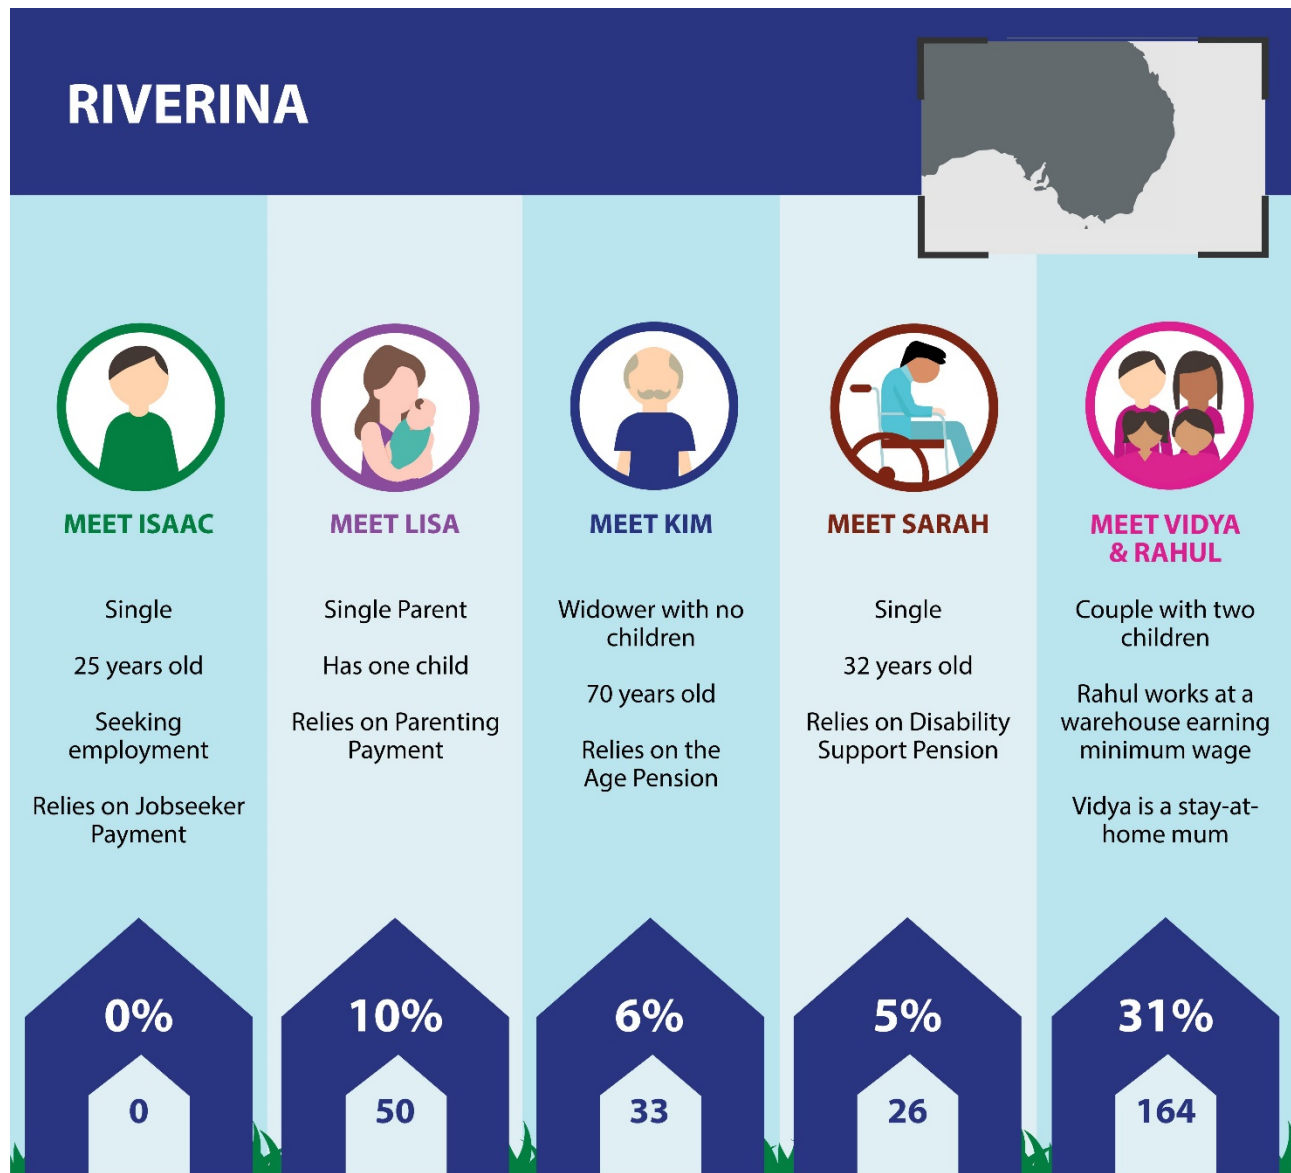 RIVERINA
MEET ISAAC
Single
25 years old
Seeking
employment
Relies on Jobseeker
Payment
0%
0
MEET LISA
Single Parent
Has one child
Relies on Parenting
Payment
10%
50
MEET KIM
Widower with no
children
70 years old
Relies on the
Age Pension
6%
33
MEET SARAH
Single
32 years old
Relies on Disability
Support Pension
5%
26
MEET VIDYA
& RAHUL
Couple with two
children
Rahul works at a
warehouse earning
minimum wage
Vidya is a stay-at-
home mum
31%
164